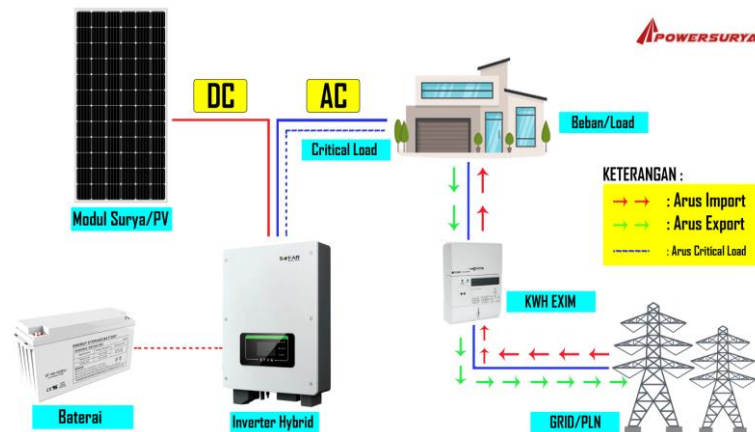 POWERSURYA
DC
AC
Beban/Load
Critical Load
Modul Surya/PV
KETERANGAN :
: Arus Import
: Arus Export
: Arus Critical Load
SOFAR
KWH EXIM
Baterai
Inverter Hybrid
GRID/PLN